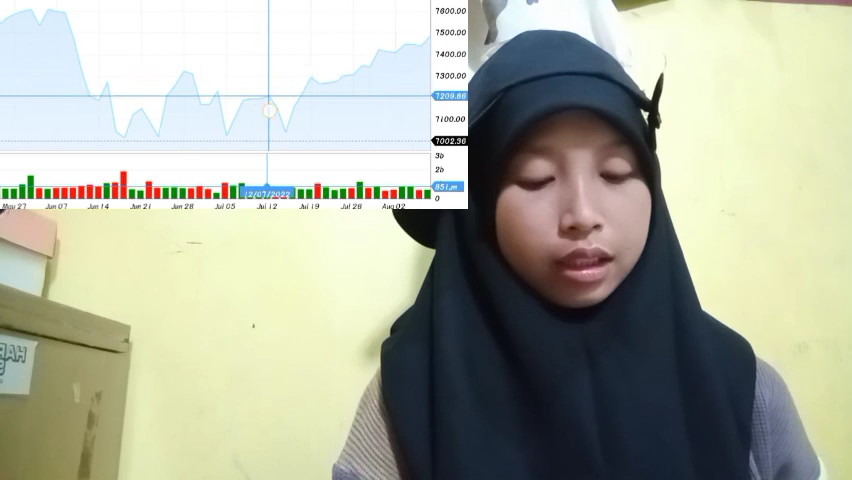 7600.00
7500.00
7400.00
7300.00
7209.86
7100.00
7002.36
3b
2b
851.m
0
12/07/2022
May 27 Jun 07 Jun 14 Jun 21 Jun 28 Jul 05 Jul 12 Jul 19 Jul 26 Aug 02